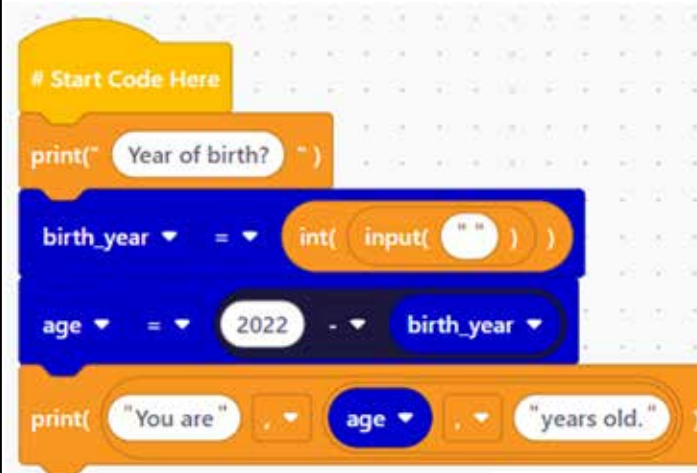 # Start Code Here
print(" Year of birth? ")
birth_year = int( input( " " ) )
age = 2022 - birth_year
print( "You are" , age , "years old." )